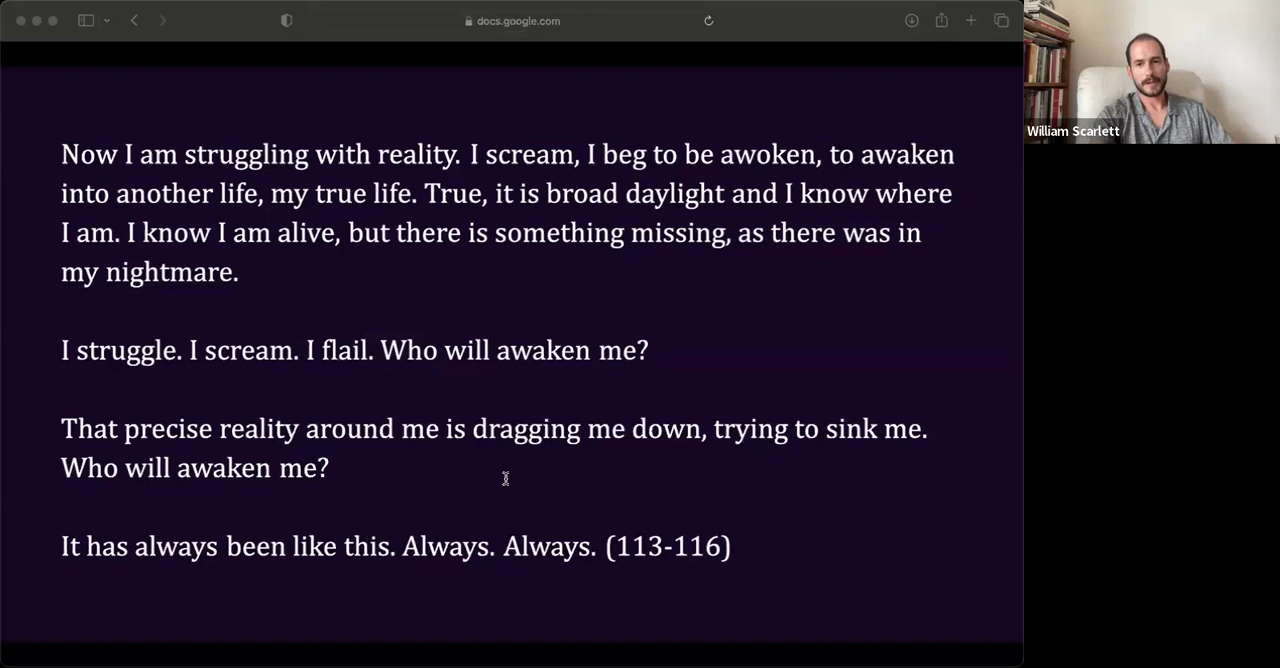 docs.google.com
Now I am struggling with reality. I scream, I beg to be awoken, to awaken
into another life, my true life. True, it is broad daylight and I know where
I am. I know I am alive, but there is something missing, as there was in
my nightmare.
I struggle. I scream. I flail. Who will awaken me?
That precise reality around me is dragging me down, trying to sink me.
Who will awaken me?
It has always been like this. Always. Always. (113-116)
William Scarlett